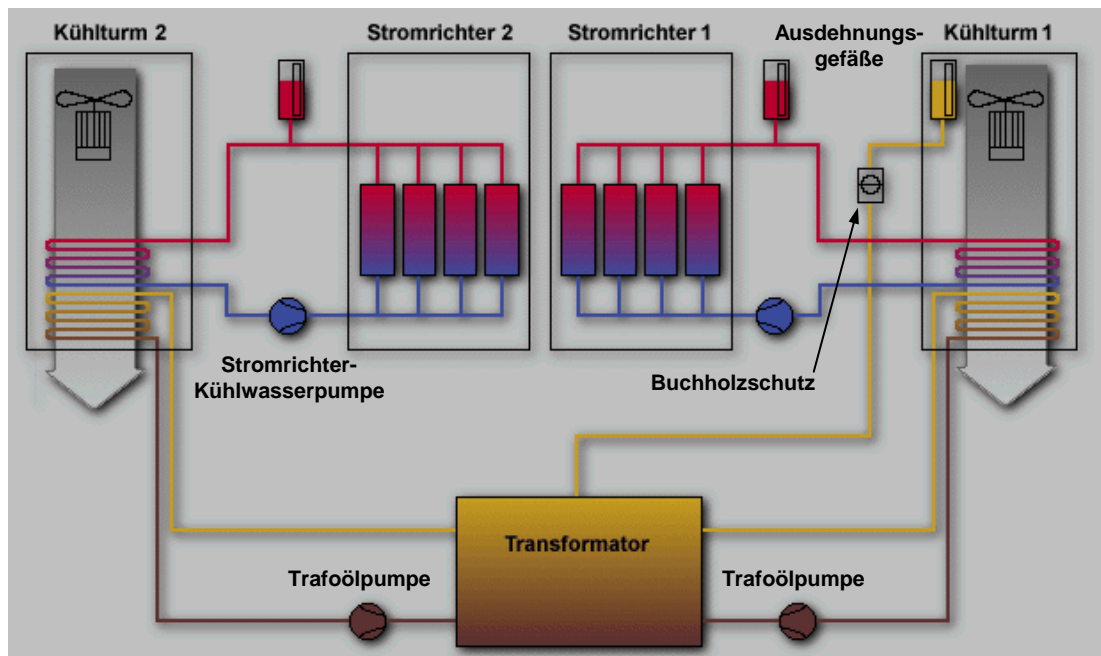 Kühlturm 2
Stromrichter 2
Stromrichter 1
Ausdehnungs-
gefäße
Kühlturm 1
Stromrichter-
Kühlwasserpumpe
Buchholzschutz
Transformator
Trafoölpumpe
Trafoölpumpe